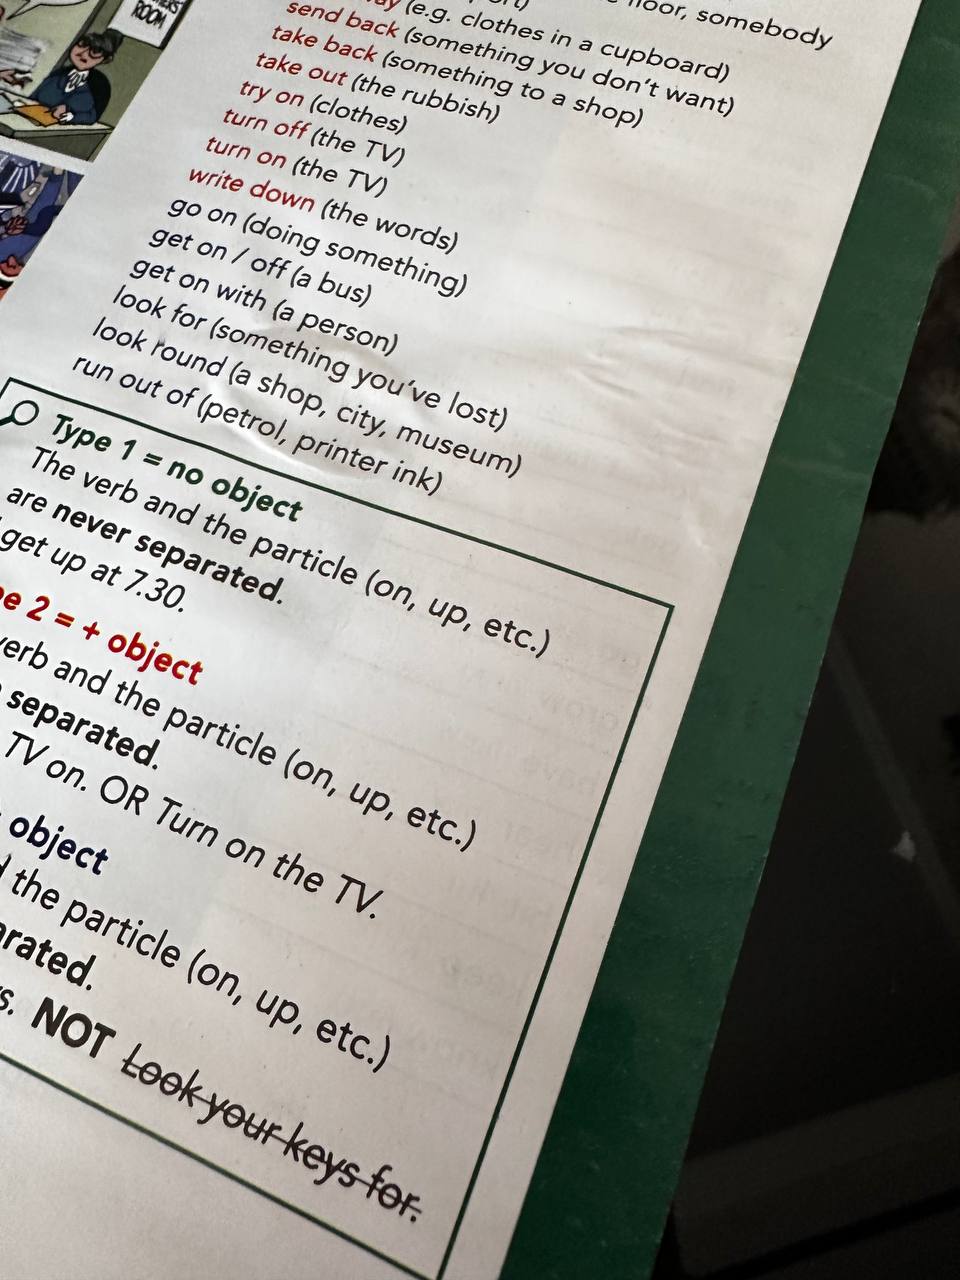 ROOM
floor, somebody
(e.g. clothes in a cupboard)
send back (something you don't want)
take back (something to a shop)
take out (the rubbish)
try on (clothes)
turn off (the TV)
turn on (the TV)
write down (the words)
go on (doing something)
get on / off (a bus)
get on with (a person)
look for (something you've lost)
look round (a shop, city, museum)
run out of (petrol, printer ink)
Type 1 = no object
The verb and the particle (on, up, etc.)
are never separated.
get up at 7.30.
2 = + object
verb and the particle (on, up, etc.)
separated.
TV on. OR Turn on the TV.
object
the particle (on, up, etc.)
NOT Look your keys for.